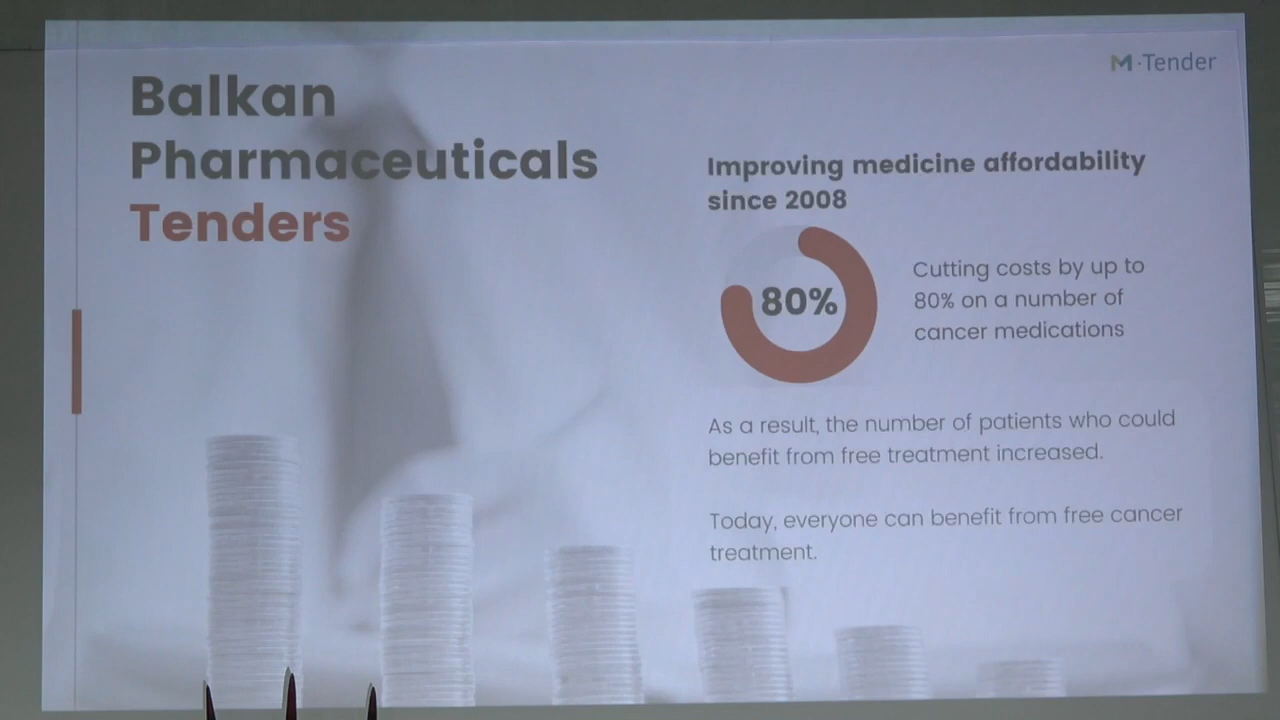 Balkan
Pharmaceuticals
Tenders
M·Tender
Improving medicine affordability
since 2008
80%
Cutting costs by up to
80% on a number of
cancer medications
As a result, the number of patients who could
benefit from free treatment increased.
Today, everyone can benefit from free cancer
treatment.